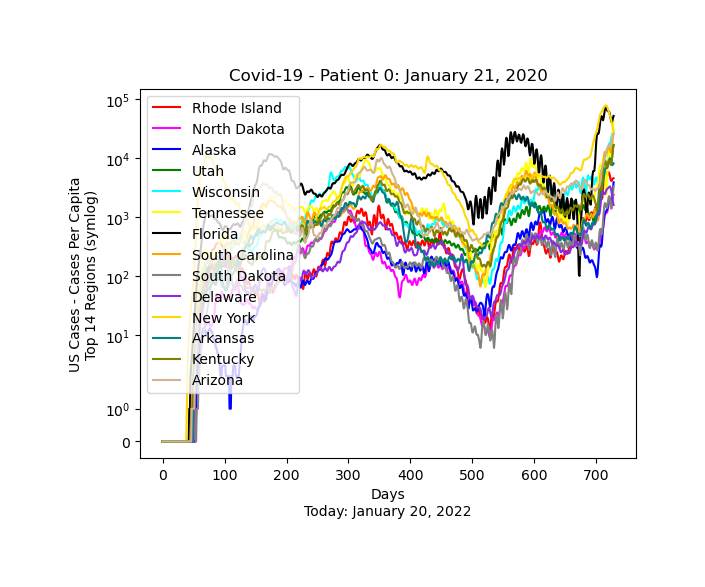 Covid-19 - Patient 0: January 21, 2020
US Cases - Cases Per Capita
Top 14 Regions (symlog)
10^5
10^4
10^3
10^2
10^1
10^0
0
Rhode Island
North Dakota
Alaska
Utah
Wisconsin
Tennessee
Florida
South Carolina
South Dakota
Delaware
New York
Arkansas
Kentucky
Arizona
0 100 200 300 400 500 600 700
Days
Today: January 20, 2022